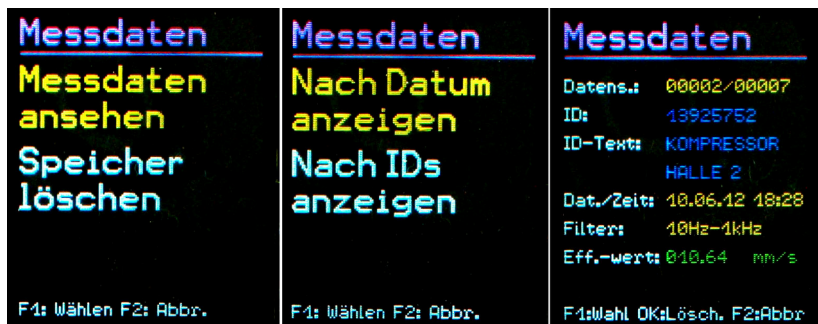 Messdaten
Messdaten
ansehen
Speicher
löschen
F1: Wählen F2: Abbr.
Messdaten
Nach Datum
anzeigen
Nach IDs
anzeigen
F1: Wählen F2: Abbr.
Messdaten
Datens.: 00002/00007
ID: 13925752
ID-Text: KOMPRESSOR
HALLE 2
Dat./Zeit: 10.06.12 18:28
Filter: 10Hz-1kHz
Eff.-wert: 010.64 mm/s
F1:Wahl OK:Lösch. F2:Abbr